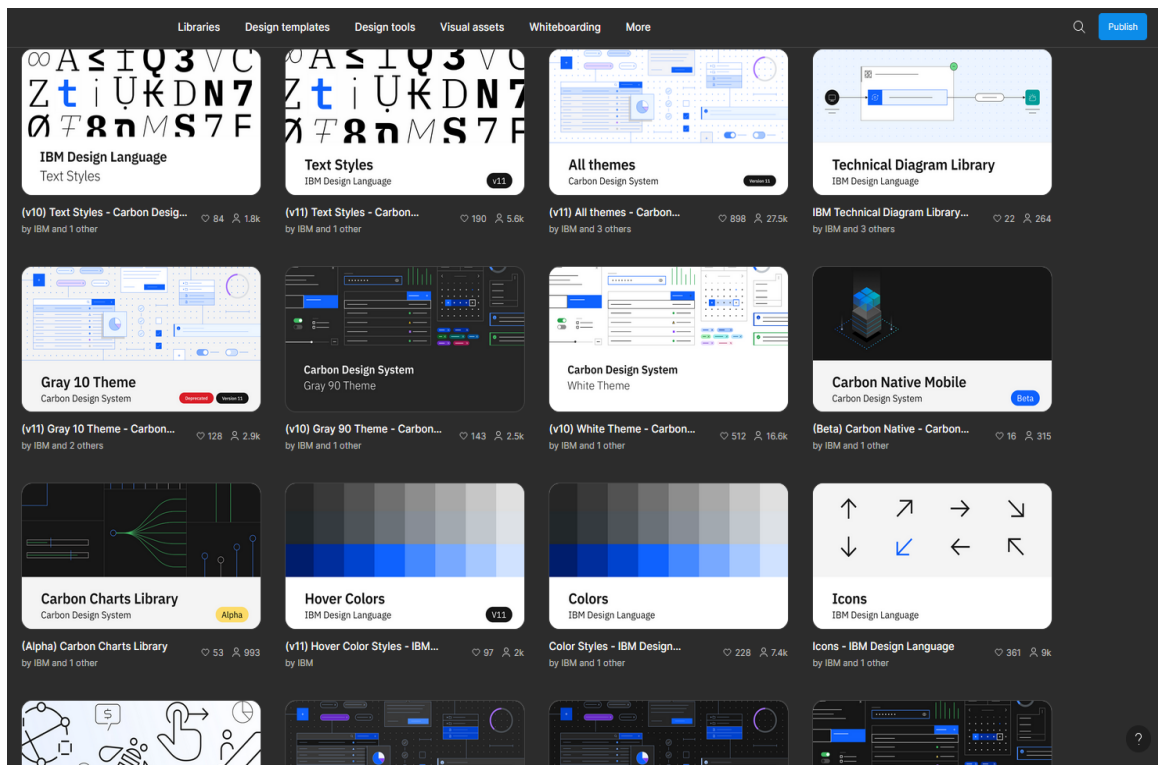 Libraries Design templates Design tools Visual assets Whiteboarding More Publish
IBM Design Language
Text Styles
(v10) Text Styles - Carbon Desig... 84 1.8k
by IBM and 1 other
Text Styles
IBM Design Language v11
(v11) Text Styles - Carbon... 190 5.6k
by IBM and 1 other
All themes
Carbon Design System Version 11
(v11) All themes - Carbon... 898 27.5k
by IBM and 3 others
Technical Diagram Library
IBM Design Language
IBM Technical Diagram Library... 22 264
by IBM and 3 others
Gray 10 Theme
Carbon Design System Deprecated Version 11
(v11) Gray 10 Theme - Carbon... 128 2.9k
by IBM and 2 others
Carbon Design System
Gray 90 Theme
(v10) Gray 90 Theme - Carbon... 143 2.5k
by IBM and 1 other
Carbon Design System
White Theme
(v10) White Theme - Carbon... 512 16.6k
by IBM and 1 other
Carbon Native Mobile
Carbon Design System Beta
(Beta) Carbon Native - Carbon... 16 315
by IBM and 1 other
Carbon Charts Library
Carbon Design System Alpha
(Alpha) Carbon Charts Library 53 993
by IBM and 1 other
Hover Colors
IBM Design Language V11
(v11) Hover Color Styles - IBM... 97 2k
by IBM
Colors
IBM Design Language
Color Styles - IBM Design... 228 7.4k
by IBM and 1 other
Icons
IBM Design Language
Icons - IBM Design Language 361 9k
by IBM and 1 other
$
?